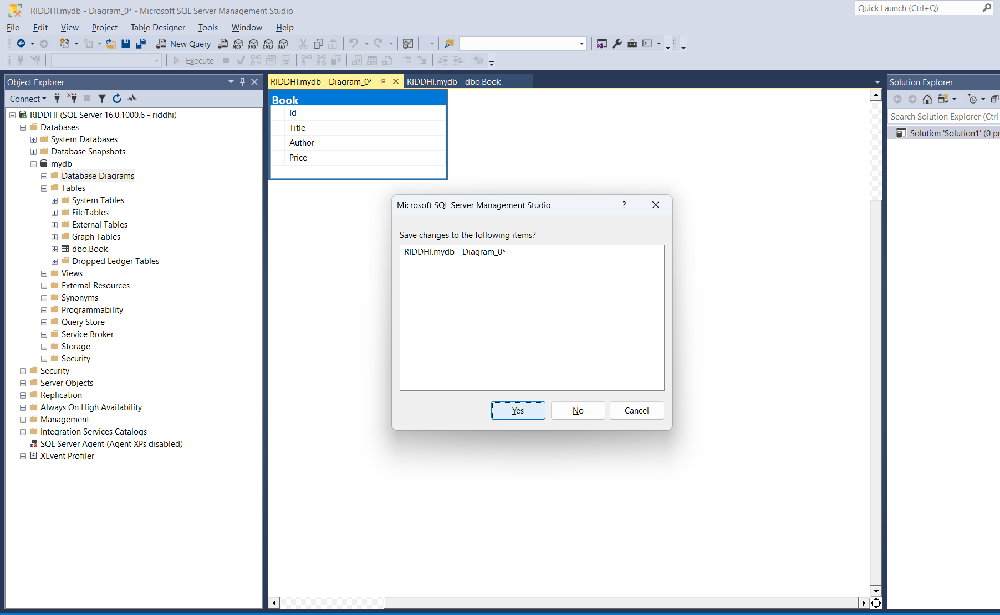 RIDDHI.mydb - Diagram_0* - Microsoft SQL Server Management Studio
Quick Launch (Ctrl+Q)
File Edit View Project Table Designer Tools Window Help
New Query MDX DMX XMLA DAX
Execute
Object Explorer
Connect
RIDDHI (SQL Server 16.0.1000.6 - riddhi)
Databases
System Databases
Database Snapshots
mydb
Database Diagrams
Tables
System Tables
FileTables
External Tables
Graph Tables
dbo.Book
Dropped Ledger Tables
Views
External Resources
Synonyms
Programmability
Query Store
Service Broker
Storage
Security
Security
Server Objects
Replication
Always On High Availability
Management
Integration Services Catalogs
SQL Server Agent (Agent XPs disabled)
XEvent Profiler
RIDDHI.mydb - Diagram_0* RIDDHI.mydb - dbo.Book
Book
Id
Title
Author
Price
Microsoft SQL Server Management Studio ?
Save changes to the following items?
RIDDHI.mydb - Diagram_0*
Yes No Cancel
Solution Explorer
Search Solution Explorer (Ctrl+
Solution 'Solution1' (0 pr